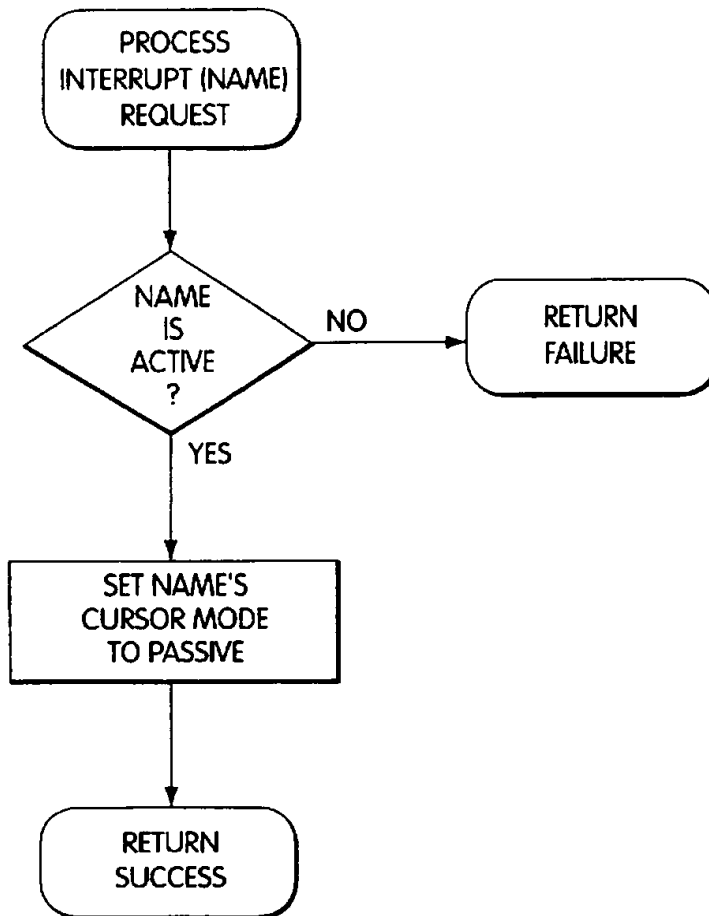 PROCESS
INTERRUPT (NAME)
REQUEST
NAME
IS
ACTIVE
?
NO
RETURN
FAILURE
YES
SET NAME'S
CURSOR MODE
TO PASSIVE
RETURN
SUCCESS